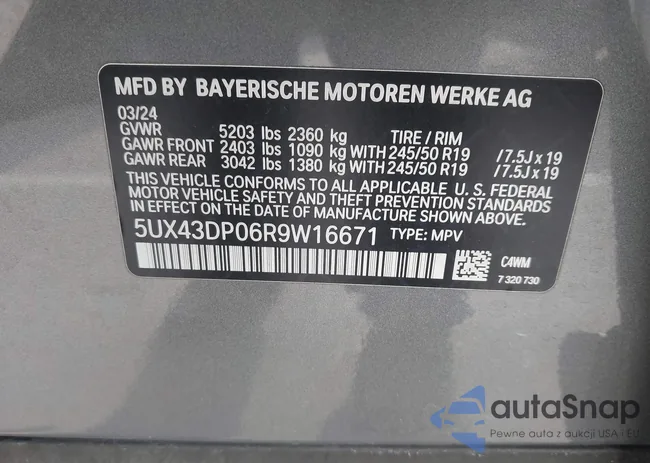 MFD BY BAYERISCHE MOTOREN WERKE AG
03/24
GVWR 5203 lbs 2360 kg TIRE / RIM
GAWR FRONT 2403 lbs 1090 kg WITH 245/50 R19 / 7.5J x 19
GAWR REAR 3042 lbs 1380 kg WITH 245/50 R19 / 7.5J x 19
THIS VEHICLE CONFORMS TO ALL APPLICABLE U. S. FEDERAL
MOTOR VEHICLE SAFETY AND THEFT PREVENTION STANDARDS
IN EFFECT ON THE DATE OF MANUFACTURE SHOWN ABOVE.
5UX43DP06R9W16671 TYPE: MPV
C4WM
7 320 730
autaSnap
Pewne auta z aukcji USA i EU